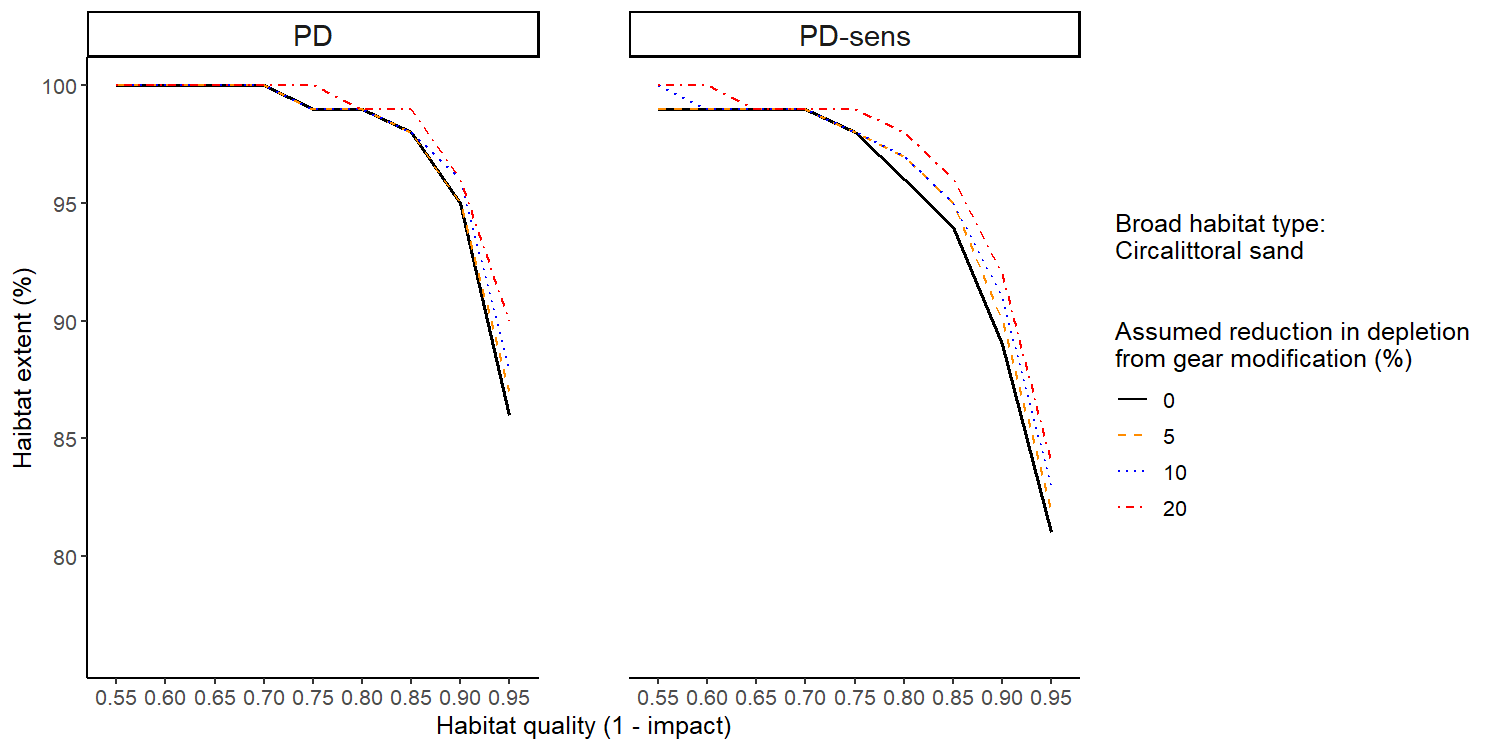 PD
PD-sens
100
95
90
85
80
Haibtat extent (%)
0.55 0.60 0.65 0.70 0.75 0.80 0.85 0.90 0.95
0.55 0.60 0.65 0.70 0.75 0.80 0.85 0.90 0.95
Habitat quality (1 - impact)
Broad habitat type:
Circalittoral sand
Assumed reduction in depletion
from gear modification (%)
0
5
10
20